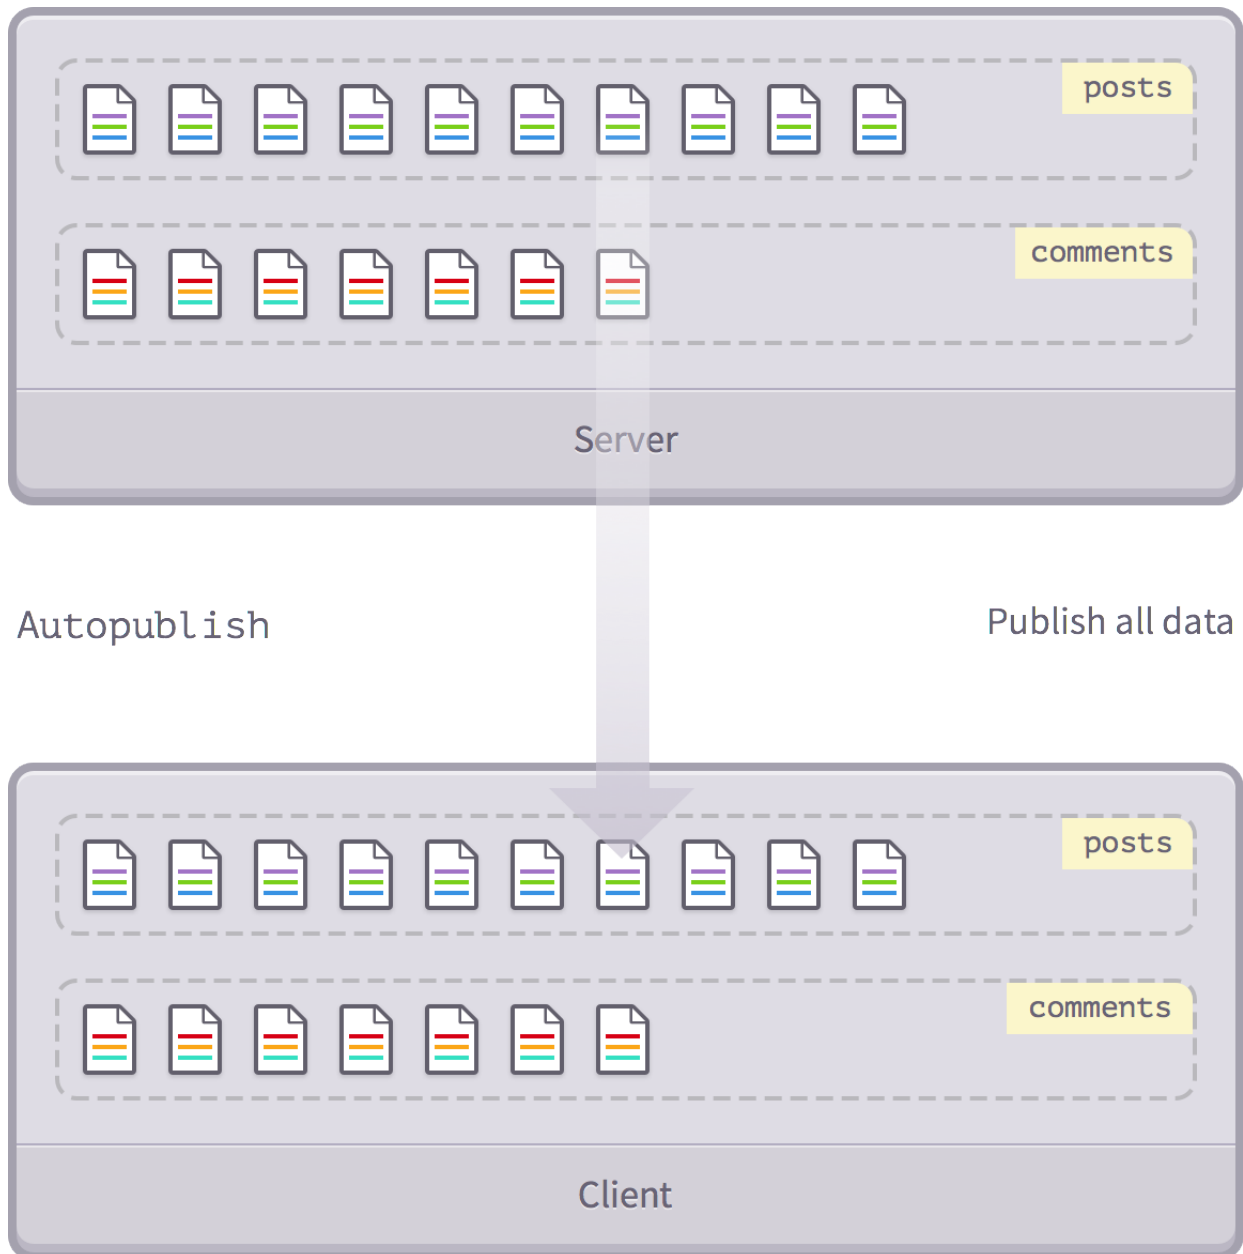 posts
comments
Server
Autopublish
Publish all data
posts
comments
Client